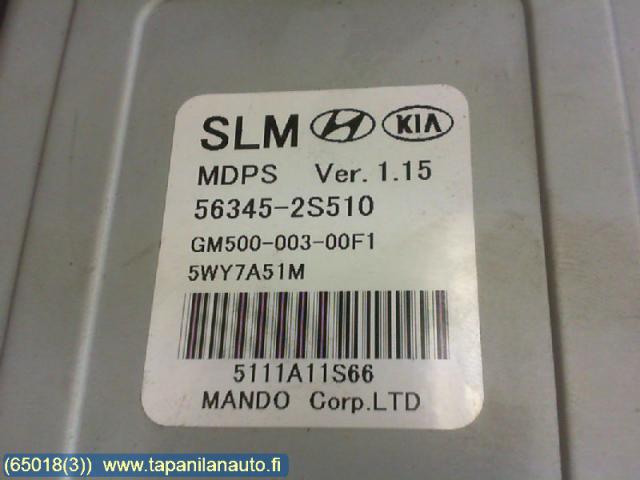 SLM KIA
MDPS Ver. 1.15
56345-2S510
GM500-003-00F1
5WY7A51M
5111A11S66
MANDO Corp.LTD
(65018(3)) www.tapanilanauto.fi